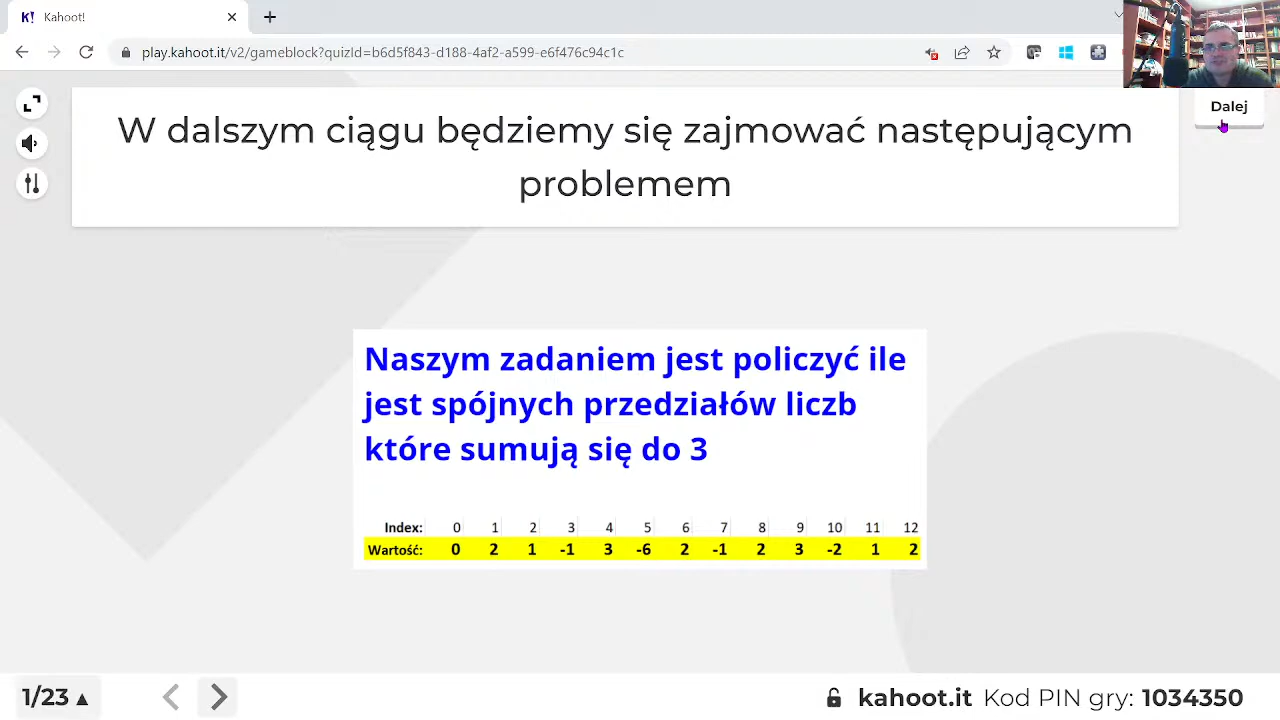 Kahoot!
play.kahoot.it/v2/gameblock?quizId=b6d5f843-d188-4af2-a599-e6f476c94c1c
Dalej
W dalszym ciągu będziemy się zajmować następującym
problemem
Naszym zadaniem jest policzyć ile
jest spójnych przedziałów liczb
które sumują się do 3
Index: 0 1 2 3 4 5 6 7 8 9 10 11 12
Wartość: 0 2 1 -1 3 -6 2 -1 2 3 -2 1 2
1/23 ▲
kahoot.it Kod PIN gry: 1034350